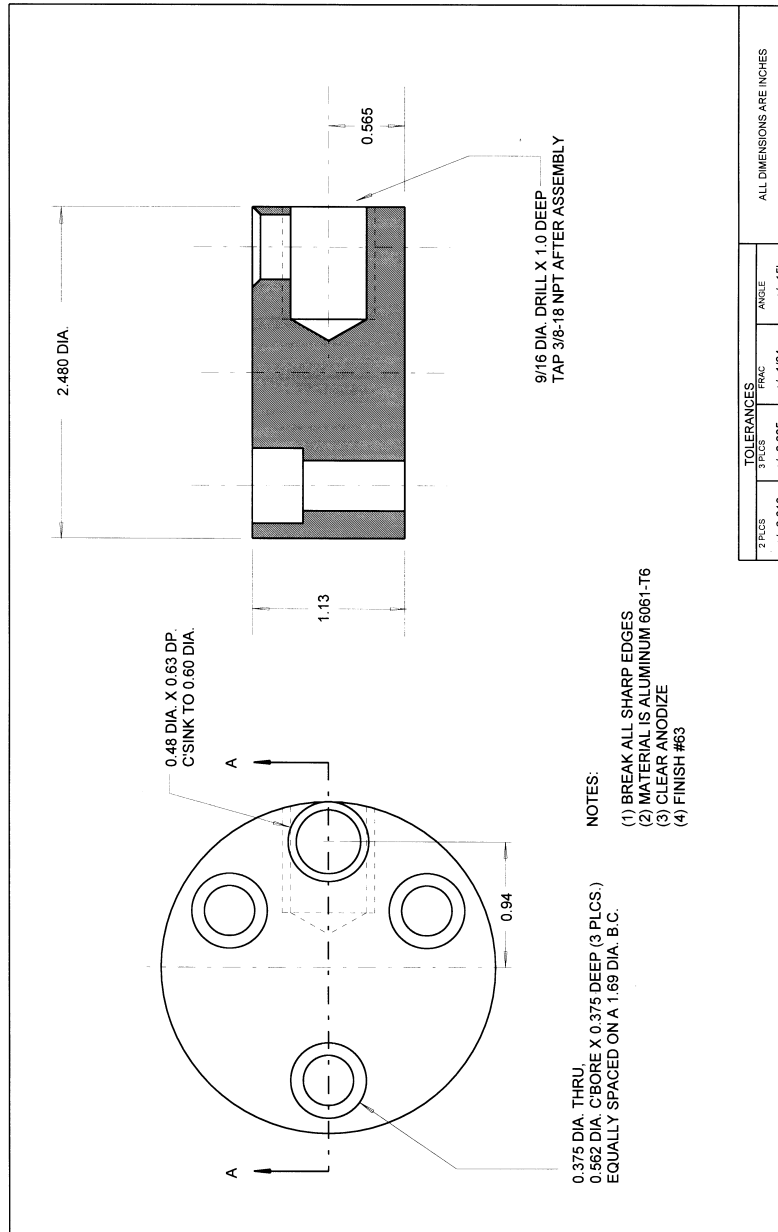 2.480 DIA.
0.565
9/16 DIA. DRILL X 1.0 DEEP
TAP 3/8-18 NPT AFTER ASSEMBLY
1.13
0.48 DIA. X 0.63 DP.
C'SINK TO 0.60 DIA.
A
A
0.94
0.375 DIA. THRU,
0.562 DIA. C'BORE X 0.375 DEEP (3 PLCS.)
EQUALLY SPACED ON A 1.69 DIA. B.C.
NOTES:
(1) BREAK ALL SHARP EDGES
(2) MATERIAL IS ALUMINUM 6061-T6
(3) CLEAR ANODIZE
(4) FINISH #63
TOLERANCES
2 PLCS
3 PLCS
FRAC
ANGLE
ALL DIMENSIONS ARE INCHES